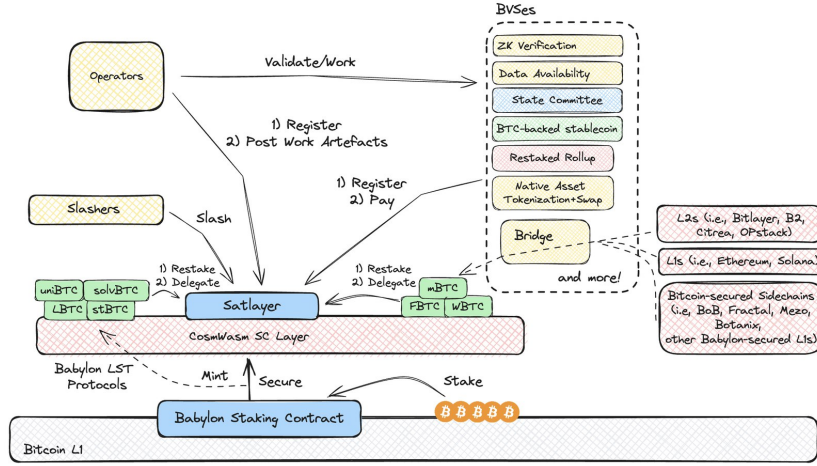 BVSes
Operators
Validate/Work
ZK Verification
Data Availability
State Committee
BTC-backed stablecoin
Restaked Rollup
Native Asset
Tokenization+Swap
Bridge
and more!
1) Register
2) Post Work Artefacts
1) Register
2) Pay
Slashers
Slash
L2s (i.e., Bitlayer, B2,
Citrea, OPstack)
L1s (i.e., Ethereum, Solana)
Bitcoin-secured Sidechains
(i.e, BoB, Fractal, Mezo,
Botanix,
other Babylon-secured L1s)
uniBTC
solvBTC
LBTC
stBTC
1) Restake
2) Delegate
Satlayer
1) Restake
2) Delegate
mBTC
FBTC
WBTC
CosmWasm SC Layer
Babylon LST
Protocols
Mint
Secure
Stake
Babylon Staking Contract
Bitcoin L1